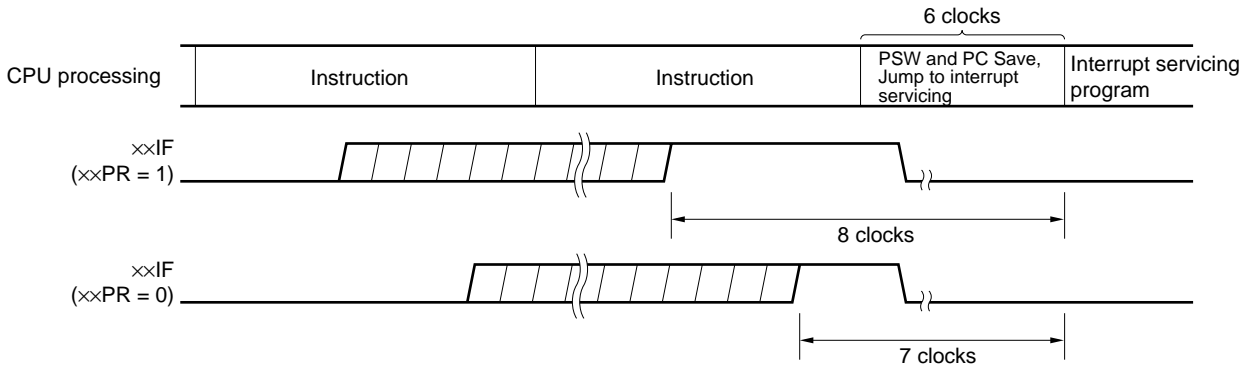 6 clocks
CPU processing
Instruction
Instruction
PSW and PC Save,
Jump to interrupt
servicing
Interrupt servicing
program
××IF
(××PR = 1)
8 clocks
××IF
(××PR = 0)
7 clocks